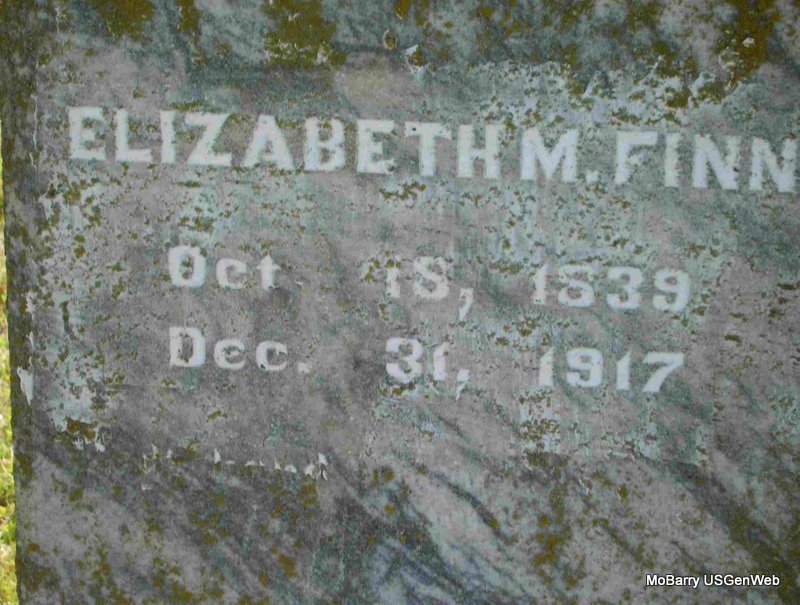 ELIZABETH M. FINN
Oct. 18, 1839
Dec. 31, 1917
MoBarry USGenWeb